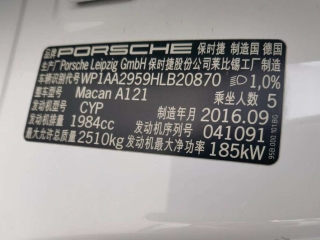 品牌 PORSCHE 保时捷 制造国 德国
生产厂 Porsche Leipzig GmbH 保时捷股份公司莱比锡工厂制造
车辆识别代号 WP1AA2959HLB20870 1,0%
整车型号 Macan A121 乘坐人数 5
发动机型号 CYP 制造年月 2016.09
发动机排量 1984cc 发动机号 041091
最大允许总质量 2510kg 发动机最大净功率 185kW
95B.000.101.BG